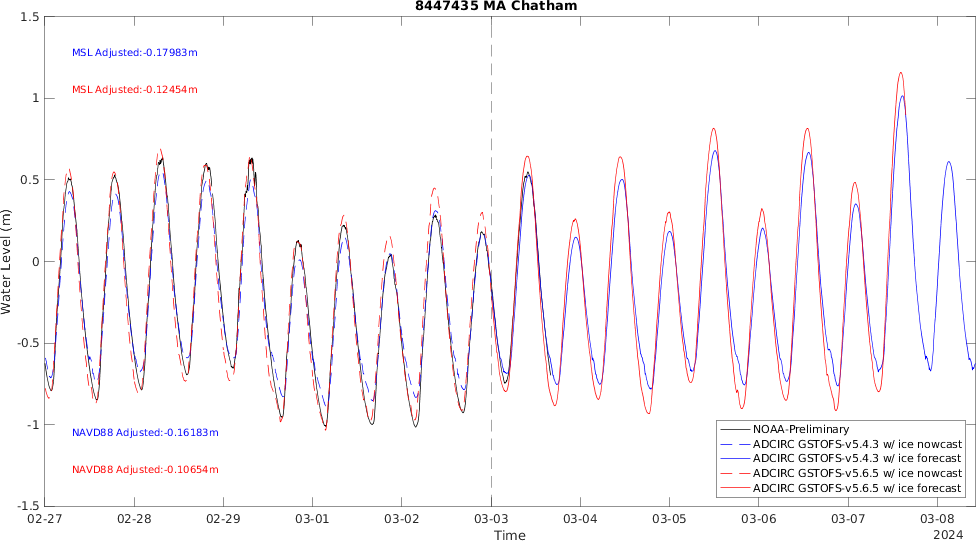 8447435 MA Chatham
1.5
MSL Adjusted:-0.17983m
MSL Adjusted:-0.12454m
1
0.5
Water Level (m)
0
-0.5
-1
NAVD88 Adjusted:-0.16183m
NAVD88 Adjusted:-0.10654m
NOAA-Preliminary
ADCIRC GSTOFS-v5.4.3 w/ ice nowcast
ADCIRC GSTOFS-v5.4.3 w/ ice forecast
ADCIRC GSTOFS-v5.6.5 w/ ice nowcast
ADCIRC GSTOFS-v5.6.5 w/ ice forecast
-1.5
02-27 02-28 02-29 03-01 03-02 03-03 03-04 03-05 03-06 03-07 03-08
Time
2024